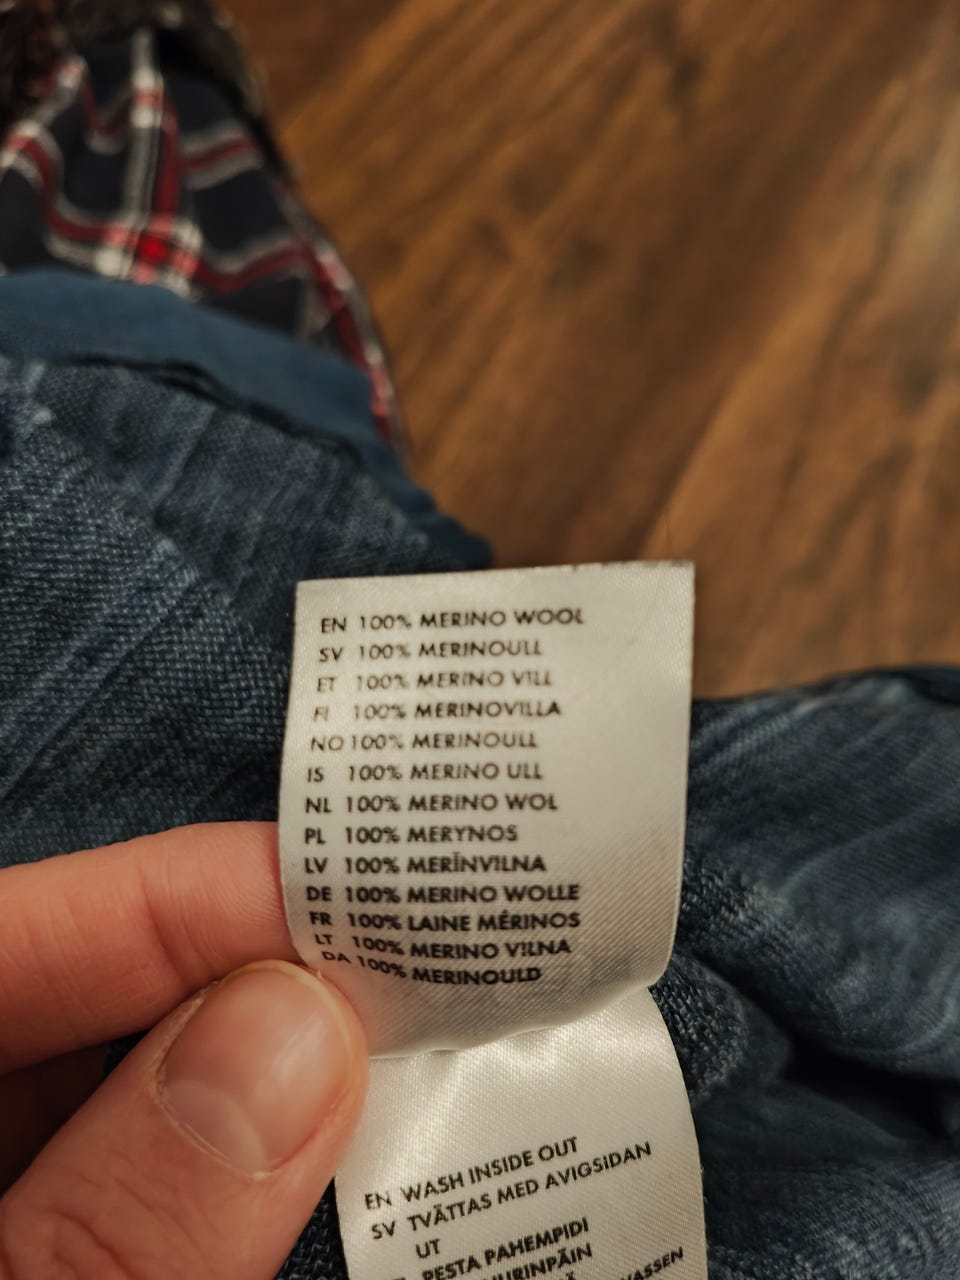 EN 100% MERINO WOOL
SV 100% MERINOULL
ET 100% MERINO VILL
FI 100% MERINOVILLA
NO 100% MERINOULL
IS 100% MERINO ULL
NL 100% MERINO WOL
PL 100% MERYNOS
LV 100% MERĪNVILNA
DE 100% MERINO WOLLE
FR 100% LAINE MÉRINOS
LT 100% MERINO VILNA
DA 100% MERINOULD
EN WASH INSIDE OUT
SV TVÄTTAS MED AVIGSIDAN
UT
PESTA PAHEMPIDI